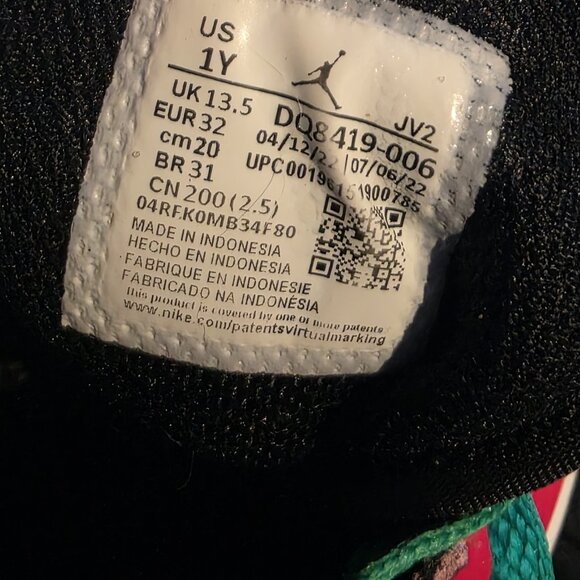 US
1Y
UK 13.5
EUR 32
cm 20
BR 31
CN 200 (2.5)
JV2
DQ8419-006
04/12/22 07/06/22
04RFK0MB34F80
MADE IN INDONESIA
HECHO EN INDONESIA
FABRIQUE EN INDONESIE
FABRICADO NA INDONÉSIA
This product is covered by one or more patents
www.nike.com/patentsvirtualmarking